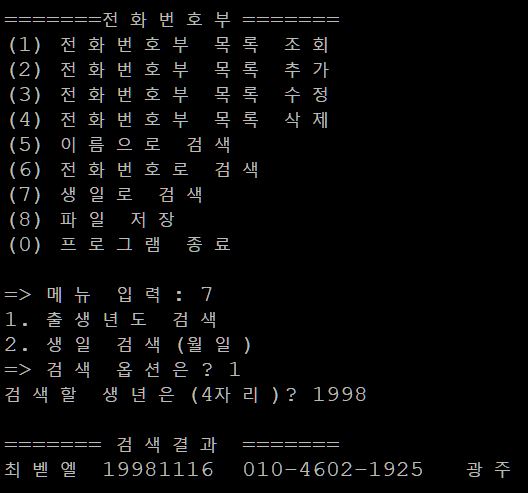 =======전화번호부=======
(1) 전화번호부 목록 조회
(2) 전화번호부 목록 추가
(3) 전화번호부 목록 수정
(4) 전화번호부 목록 삭제
(5) 이름으로 검색
(6) 전화번호로 검색
(7) 생일로 검색
(8) 파일 저장
(0) 프로그램 종료
=> 메뉴 입력 : 7
1. 출생년도 검색
2. 생일 검색(월일)
=> 검색 옵션은? 1
검색할 생년은(4자리)? 1998
======= 검색결과 =======
최벧엘 19981116 010-4602-1925 광주